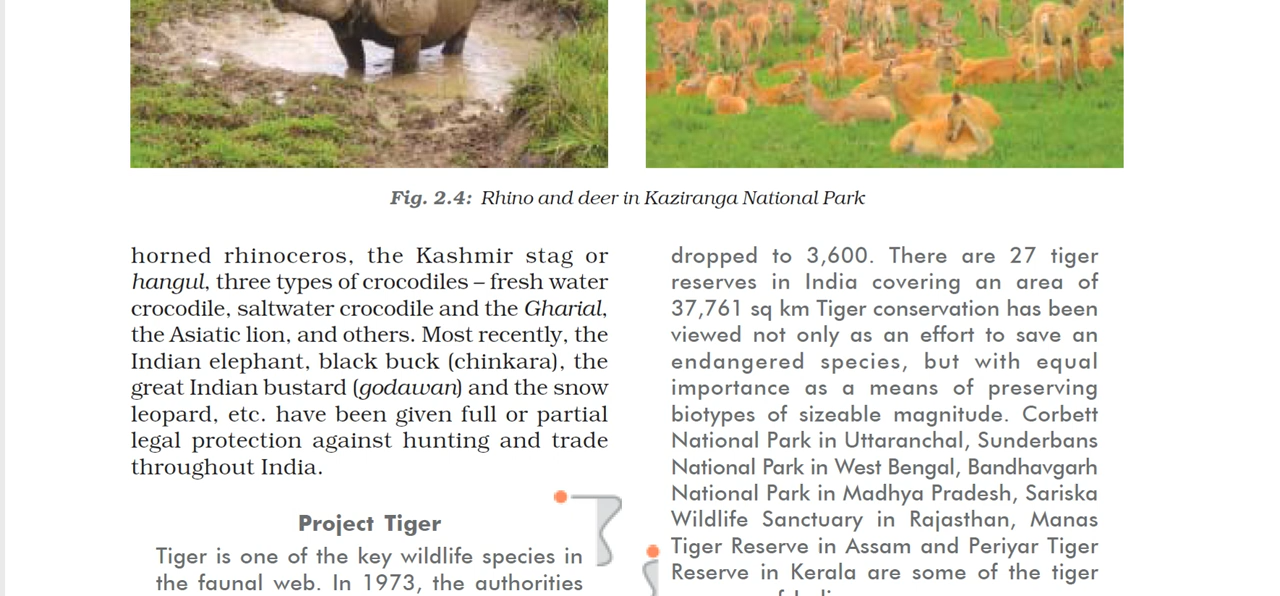 Fig. 2.4: Rhino and deer in Kaziranga National Park
horned rhinoceros, the Kashmir stag or
hangul, three types of crocodiles – fresh water
crocodile, saltwater crocodile and the Gharial,
the Asiatic lion, and others. Most recently, the
Indian elephant, black buck (chinkara), the
great Indian bustard (godawan) and the snow
leopard, etc. have been given full or partial
legal protection against hunting and trade
throughout India.
Project Tiger
Tiger is one of the key wildlife species in
the faunal web. In 1973, the authorities
dropped to 3,600. There are 27 tiger
reserves in India covering an area of
37,761 sq km Tiger conservation has been
viewed not only as an effort to save an
endangered species, but with equal
importance as a means of preserving
biotypes of sizeable magnitude. Corbett
National Park in Uttaranchal, Sunderbans
National Park in West Bengal, Bandhavgarh
National Park in Madhya Pradesh, Sariska
Wildlife Sanctuary in Rajasthan, Manas
Tiger Reserve in Assam and Periyar Tiger
Reserve in Kerala are some of the tiger